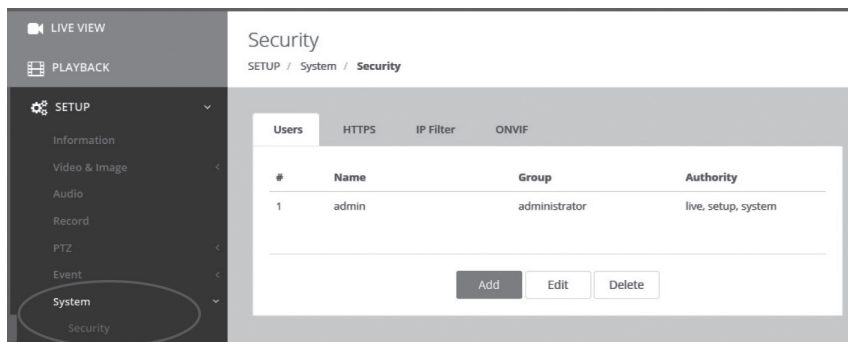 LIVE VIEW
PLAYBACK
SETUP
Information
Video & Image
Audio
Record
PTZ
Event
System
Security
Security
SETUP / System / Security
Users HTTPS IP Filter ONVIF
# Name Group Authority
1 admin administrator live, setup, system
Add Edit Delete